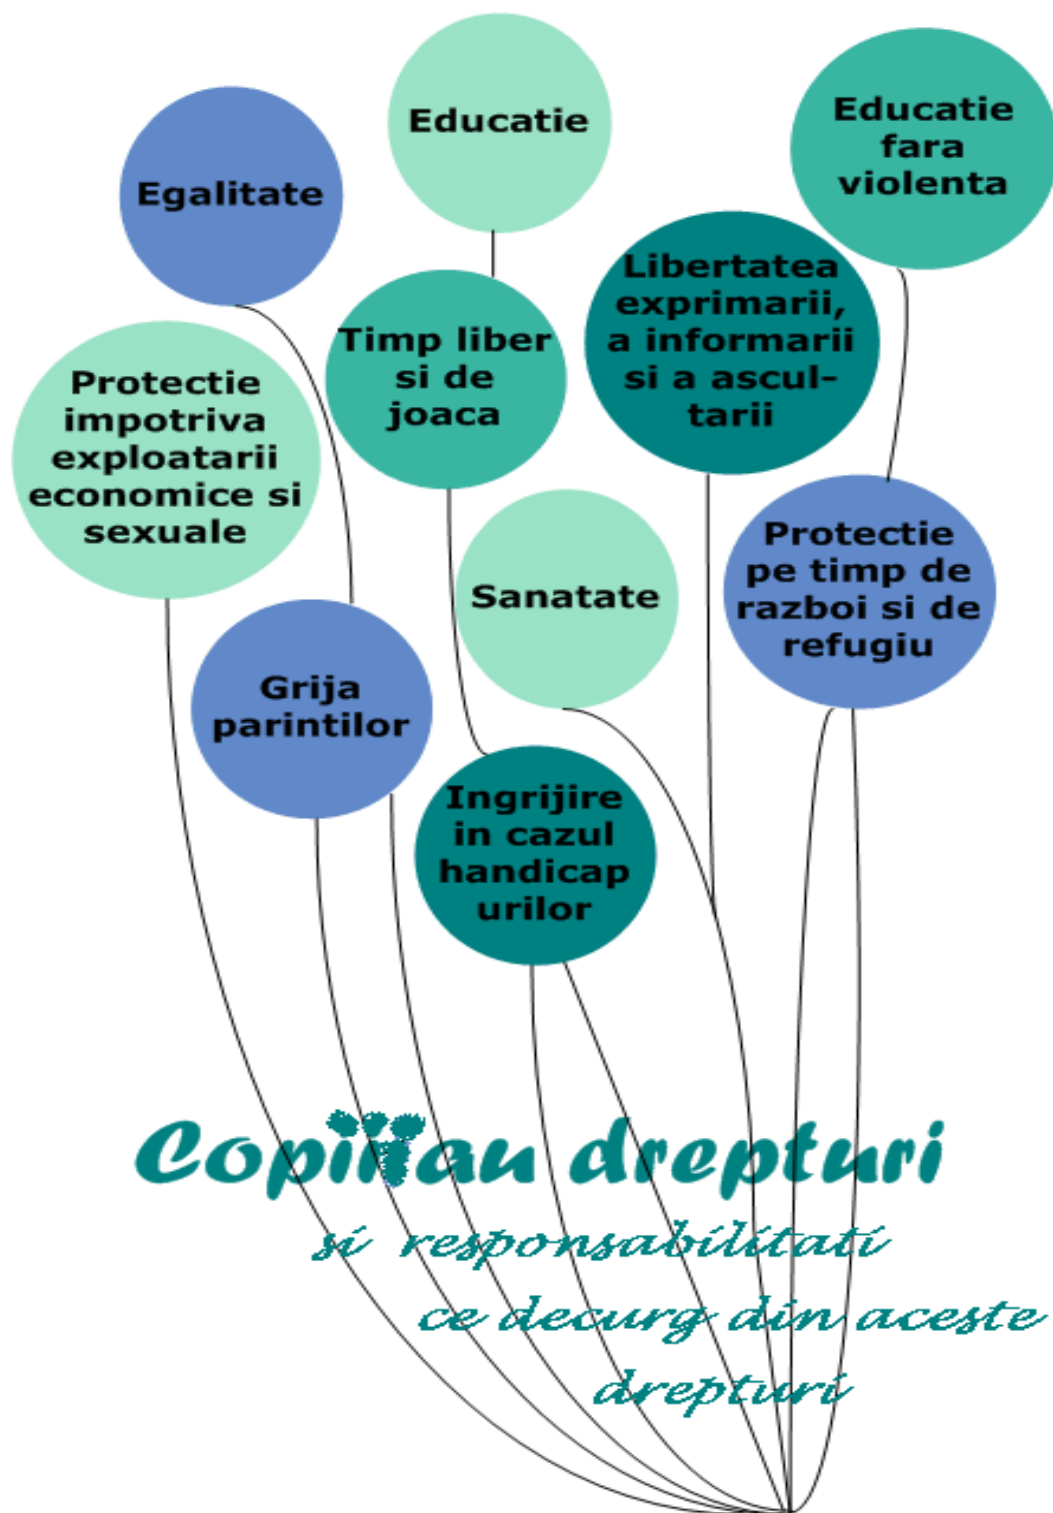 Educatie
Educatie
fara
violenta
Egalitate
Libertatea
exprimarii,
a informarii
si a ascul-
tarii
Timp liber
si de
joaca
Protectie
impotriva
exploatarii
economice si
sexuale
Protectie
pe timp de
razboi si de
refugiu
Sanatate
Grija
parintilor
Ingrijire
in cazul
handicap
urilor
Copiii au drepturi
si responsabilitati
ce decurg din aceste
drepturi